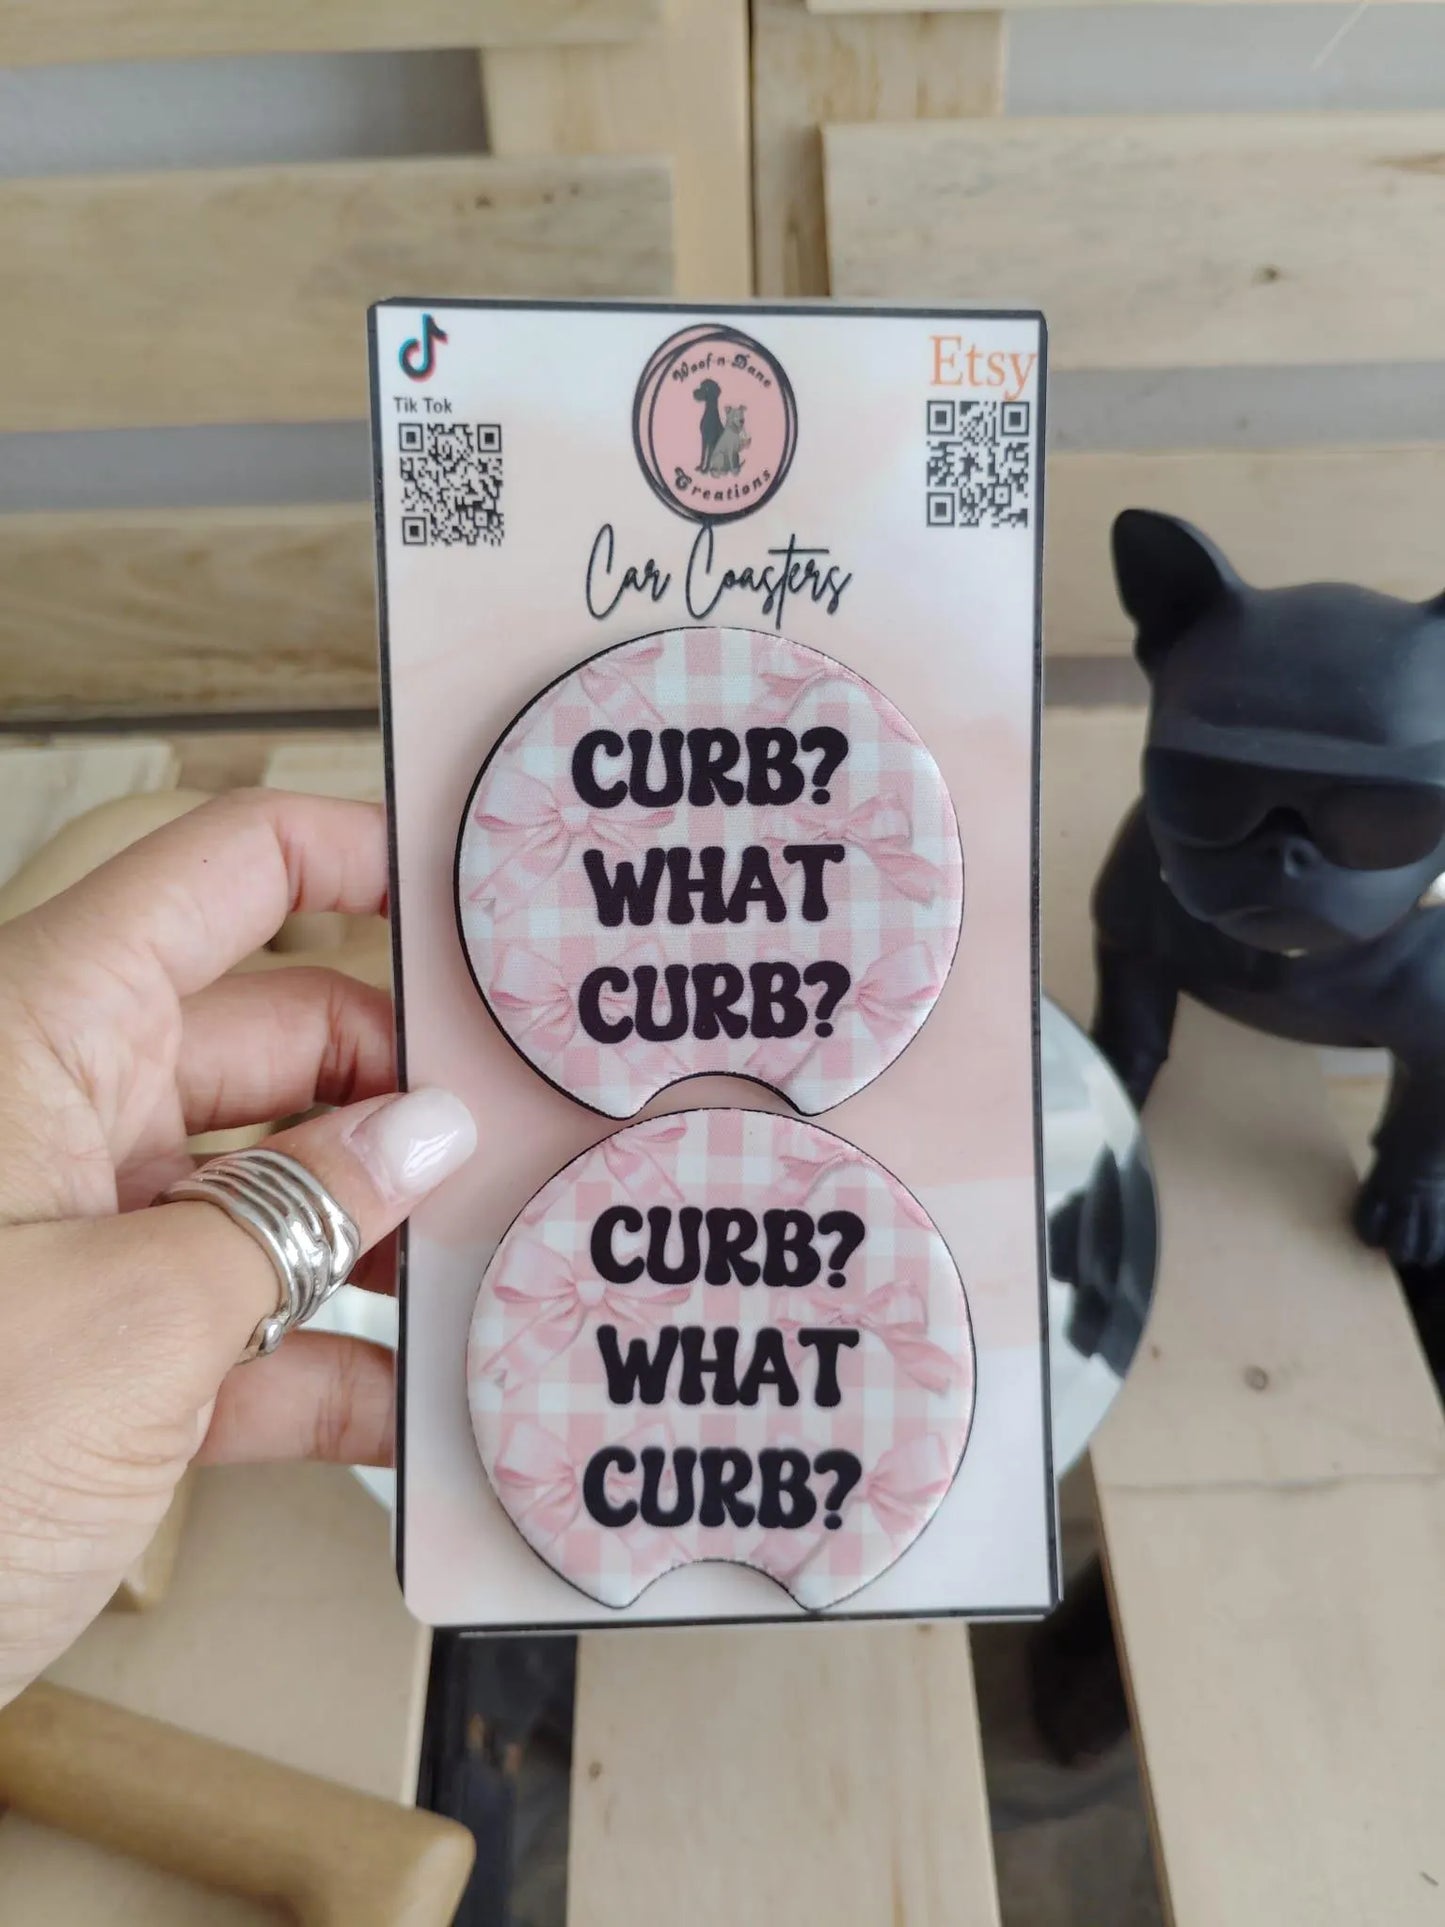 Tik Tok
Woof-n-Dane
Creations
Etsy
Car Coasters
CURB?
WHAT
CURB?
CURB?
WHAT
CURB?